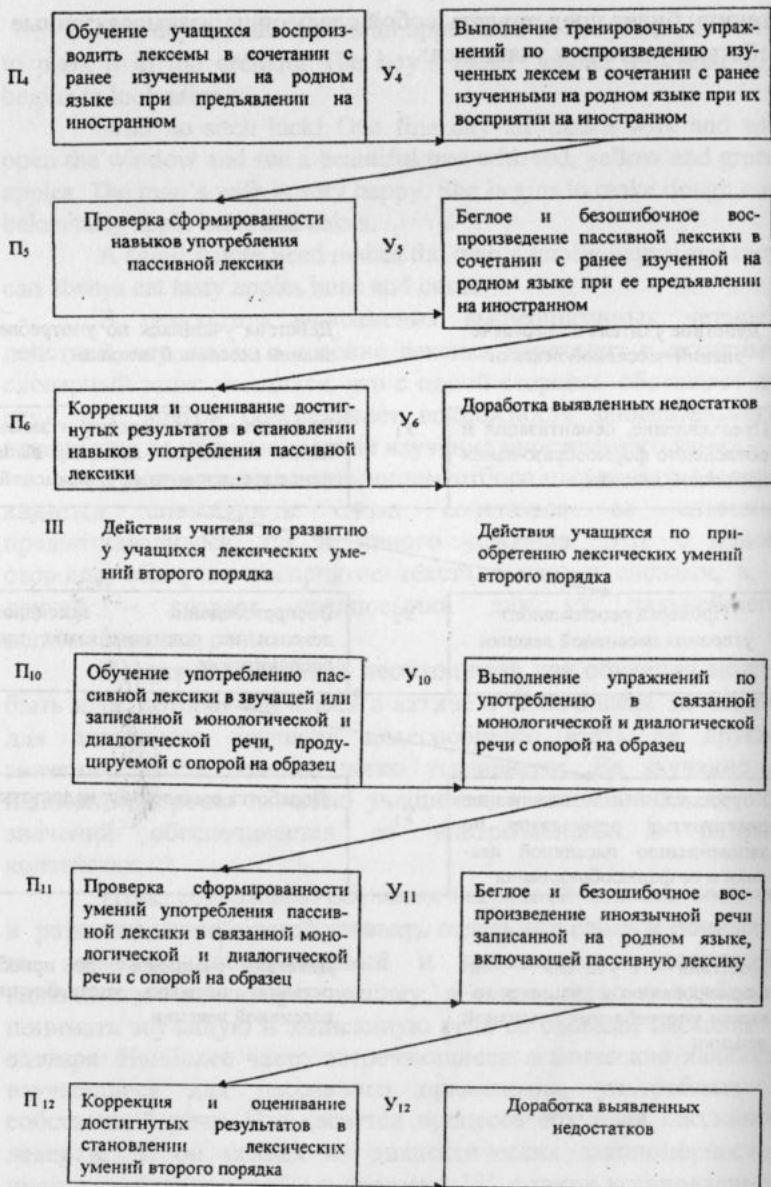 П4
Обучение учащихся воспроиз-
водить лексемы в сочетании с
ранее изученными на родном
языке при предъявлении на
иностранном
У4
Выполнение тренировочных упраж-
нений по воспроизведению изу-
ченных лексем в сочетании с ранее
изученными на родном языке при их
восприятии на иностранном
П5
Проверка сформированности
навыков употребления
пассивной лексики
У5
Беглое и безошибочное вос-
произведение пассивной лексики в
сочетании с ранее изученной на
родном языке при ее предъявлении
на иностранном
П6
Коррекция и оценивание достиг-
нутых результатов в становлении
навыков употребления пассивной
лексики
У6
Доработка выявленных недостатков
III Действия учителя по развитию
у учащихся лексических уме-
ний второго порядка
Действия учащихся по при-
обретению лексических умений
второго порядка
П10
Обучение употреблению пас-
сивной лексики в звучащей или
записанной монологической и
диалогической речи, проду-
цируемой с опорой на образец
У10
Выполнение упражнений по
употреблению в связанной
монологической и диалогической
речи с опорой на образец
П11
Проверка сформированности
умений употребления пассив-
ной лексики в связанной моно-
логической и диалогической
речи с опорой на образец
У11
Беглое и безошибочное вос-
произведение иноязычной речи
записанной на родном языке,
включающей пассивную лексику
П12
Коррекция и оценивание
достигнутых результатов в
становлении лексических
умений второго порядка
У12
Доработка выявленных
недостатков